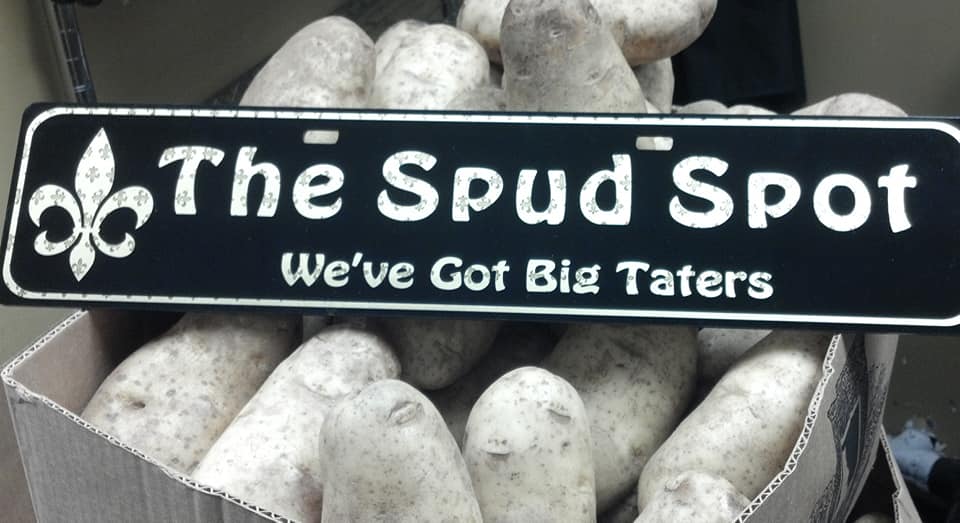 The Spud Spot
We've Got Big Taters